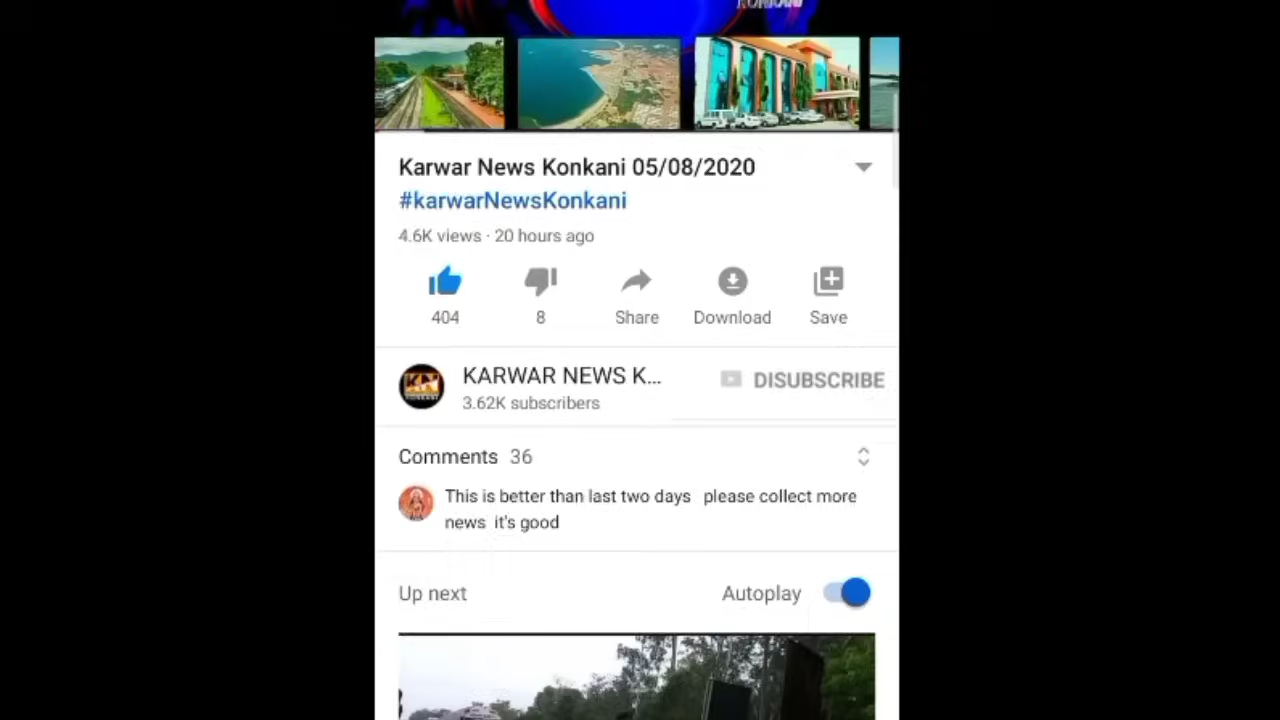 KONKANI
Karwar News Konkani 05/08/2020
#karwarNewsKonkani
4.6K views · 20 hours ago
404
8
Share
Download
Save
KARWAR NEWS K...
DISUBSCRIBE
3.62K subscribers
Comments 36
This is better than last two days please collect more
news it's good
Up next
Autoplay